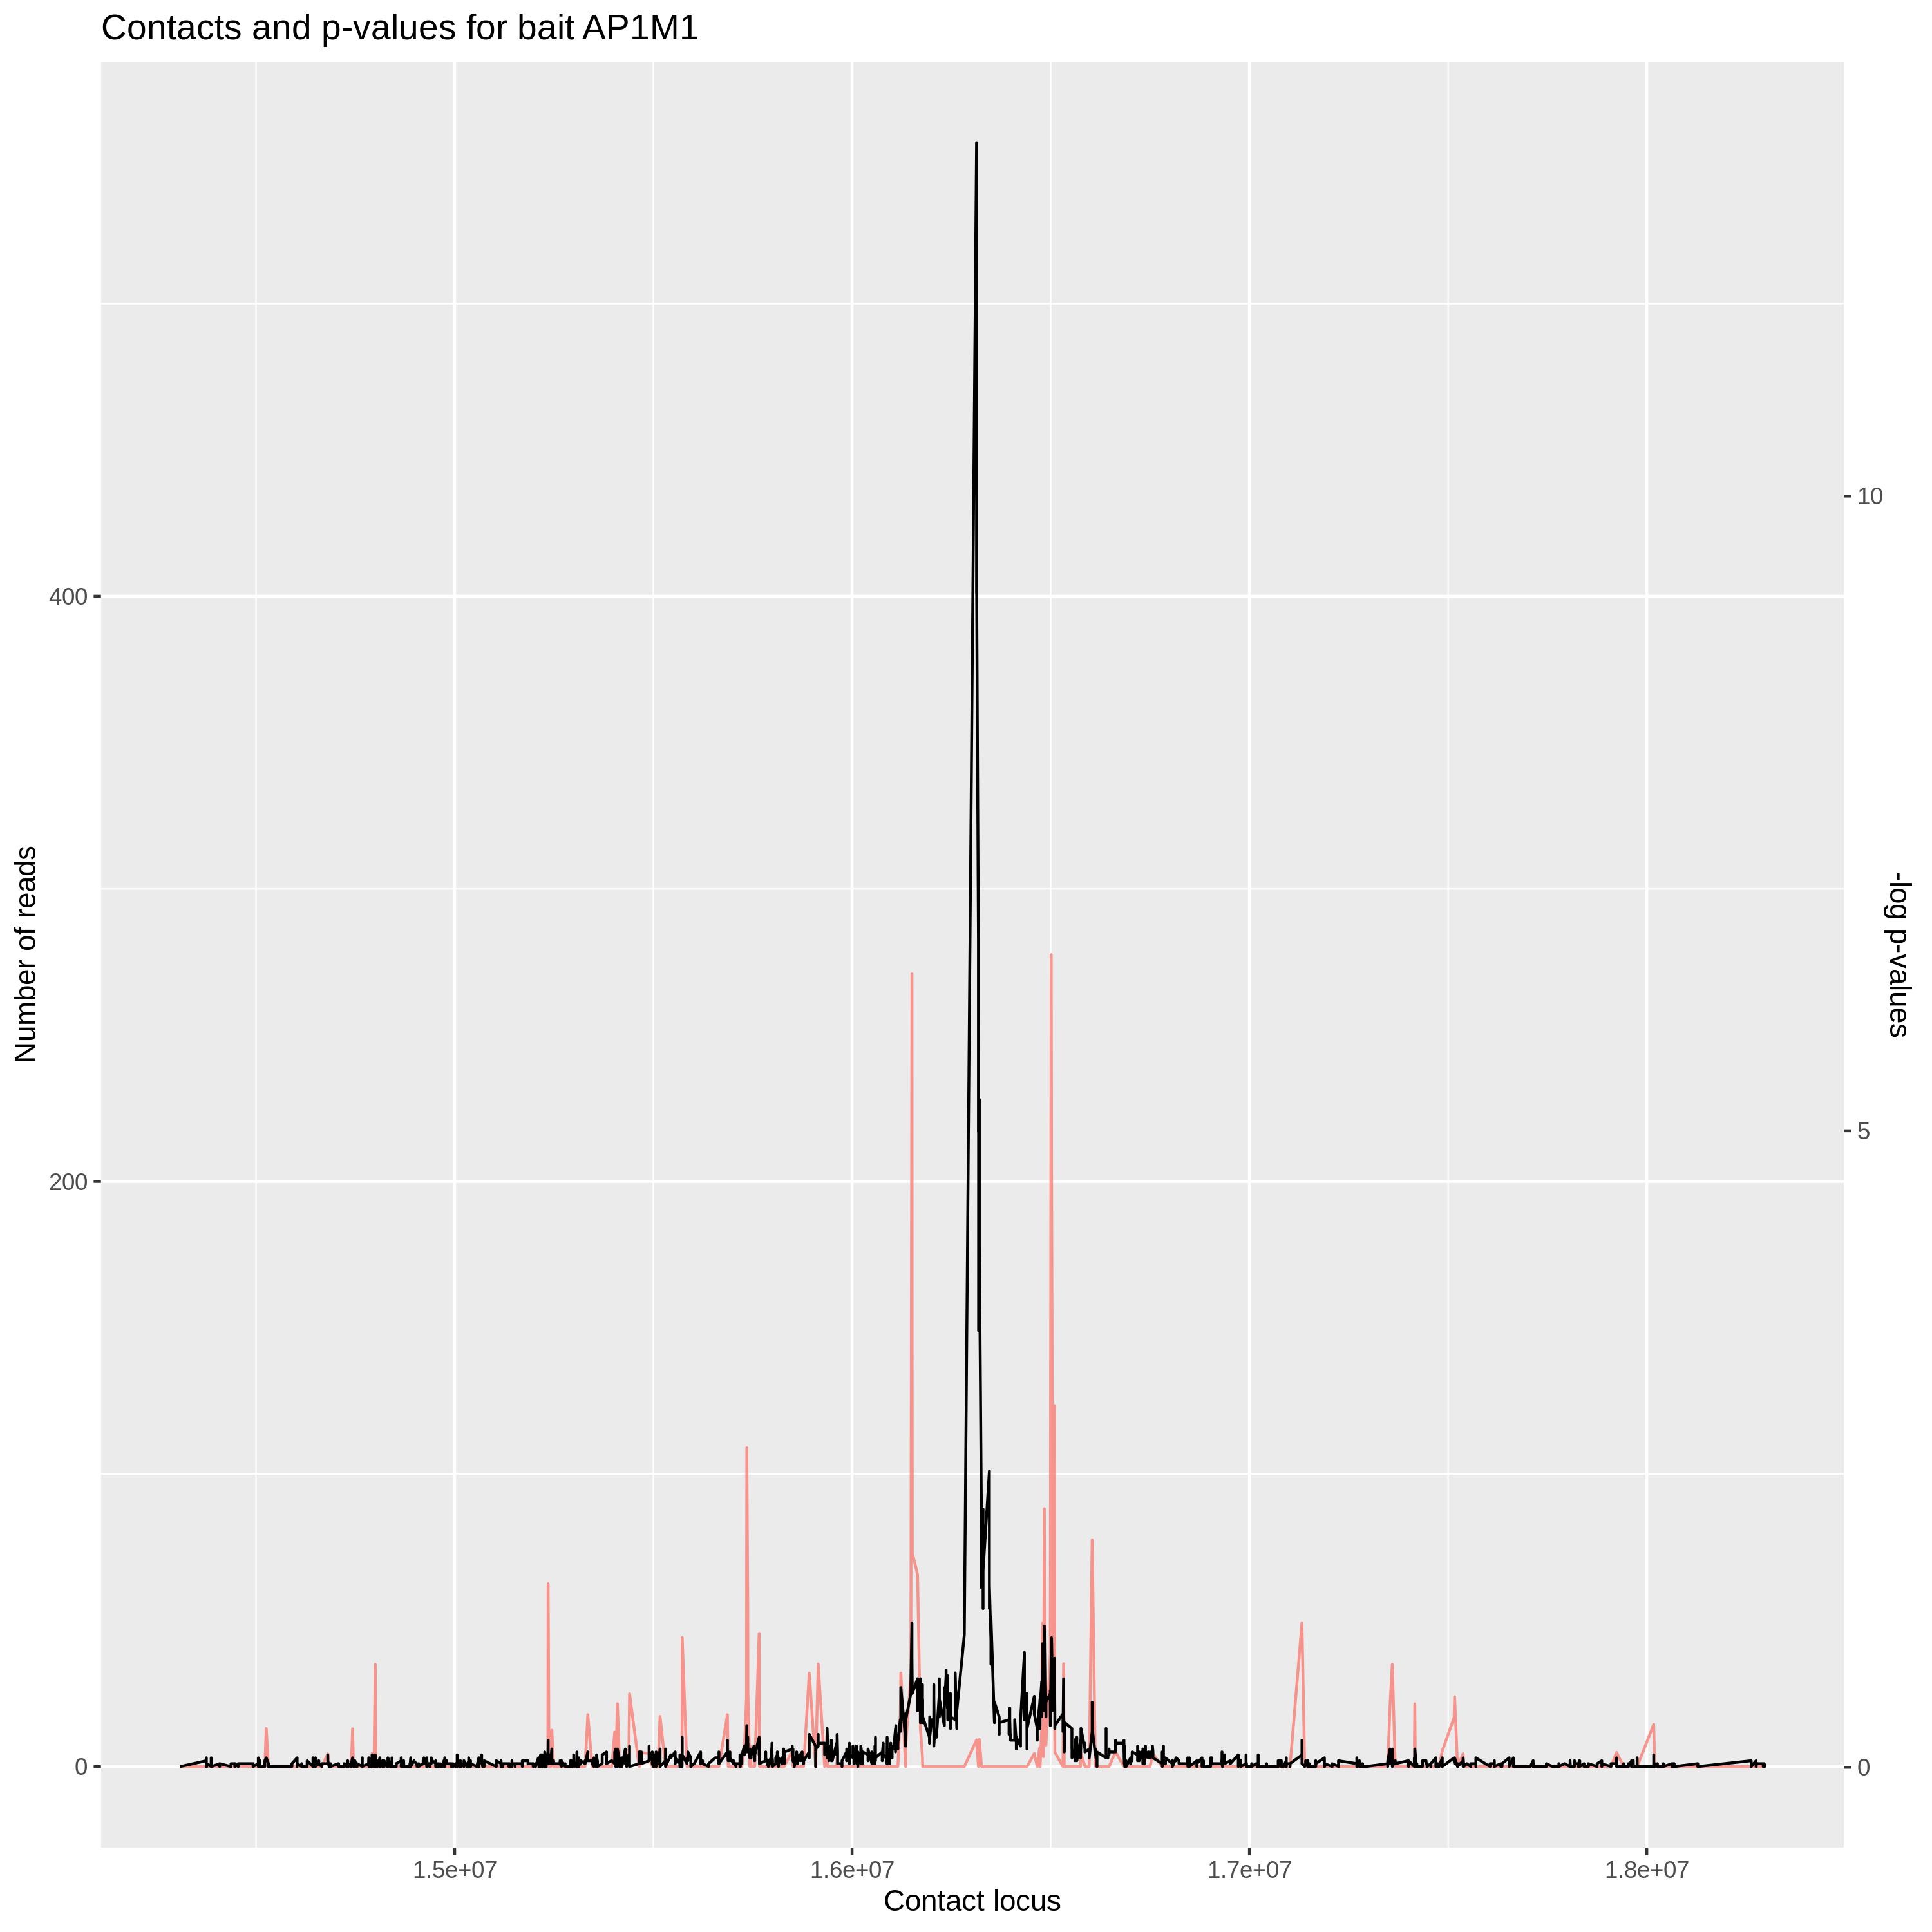 Contacts and p-values for bait AP1M1
Number of reads
400
200
0
10
5
0
-log p-values
1.5e+07 1.6e+07 1.7e+07 1.8e+07
Contact locus